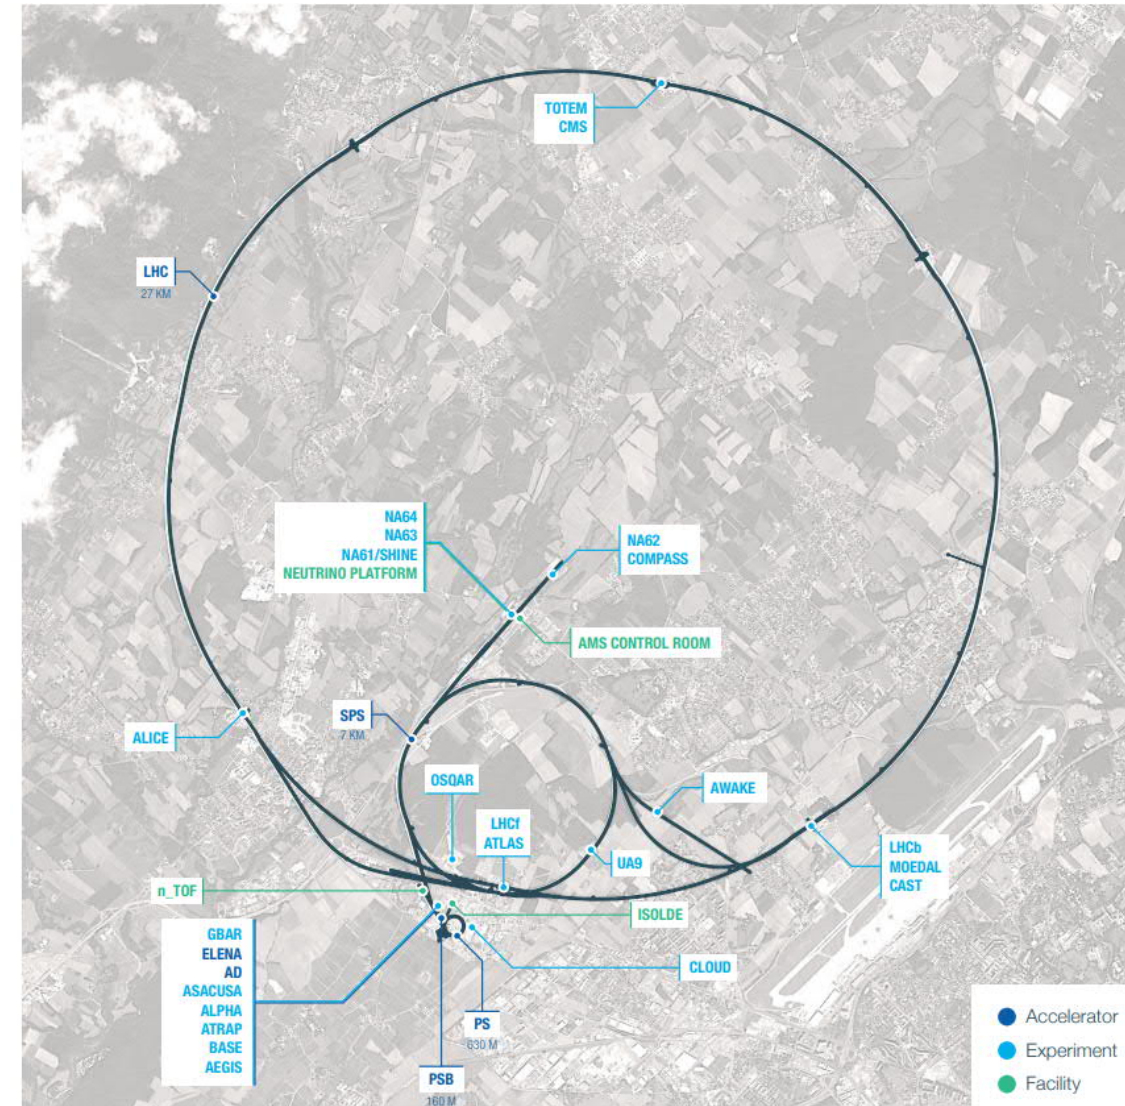 TOTEM
CMS
LHC
27 KM
NA64
NA63
NA61/SHINE
NEUTRINO PLATFORM
NA62
COMPASS
AMS CONTROL ROOM
SPS
7 KM
ALICE
OSQAR
AWAKE
LHCf
ATLAS
UA9
LHCb
MOEDAL
CAST
n_TOF
ISOLDE
GBAR
ELENA
AD
ASACUSA
ALPHA
ATRAP
BASE
AEGIS
CLOUD
PS
630 M
PSB
160 M
Accelerator
Experiment
Facility